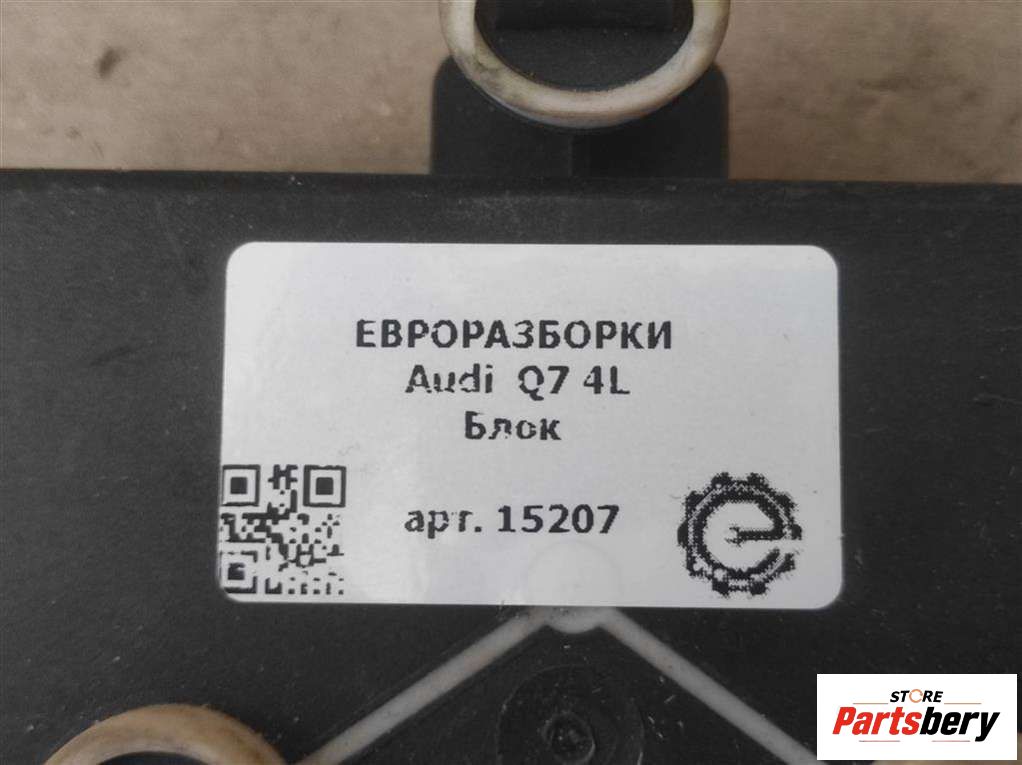 ЕВРОРАЗБОРКИ
Audi Q7 4L
Блок
арт. 15207
STORE
Partsbery